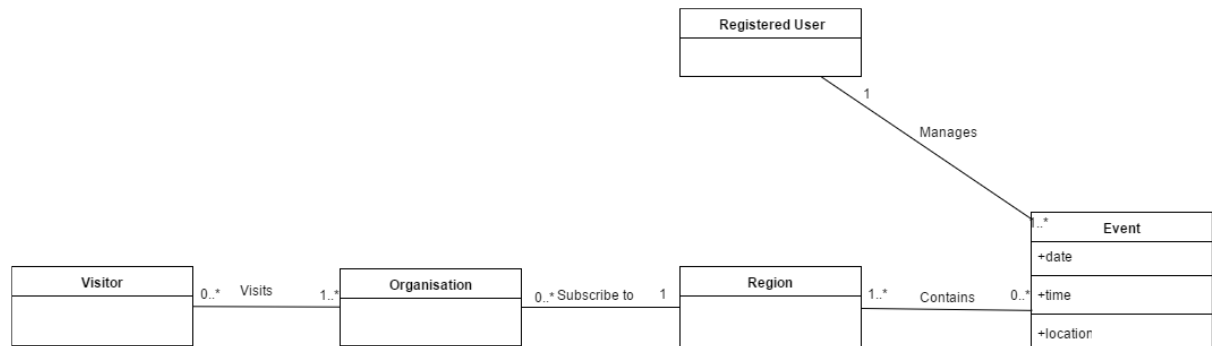 Registered User
1
Manages
1..*
Event
+date
+time
+location
Visitor
0..*
Visits
1..*
Organisation
0..*
Subscribe to
1
Region
1..*
Contains
0..*